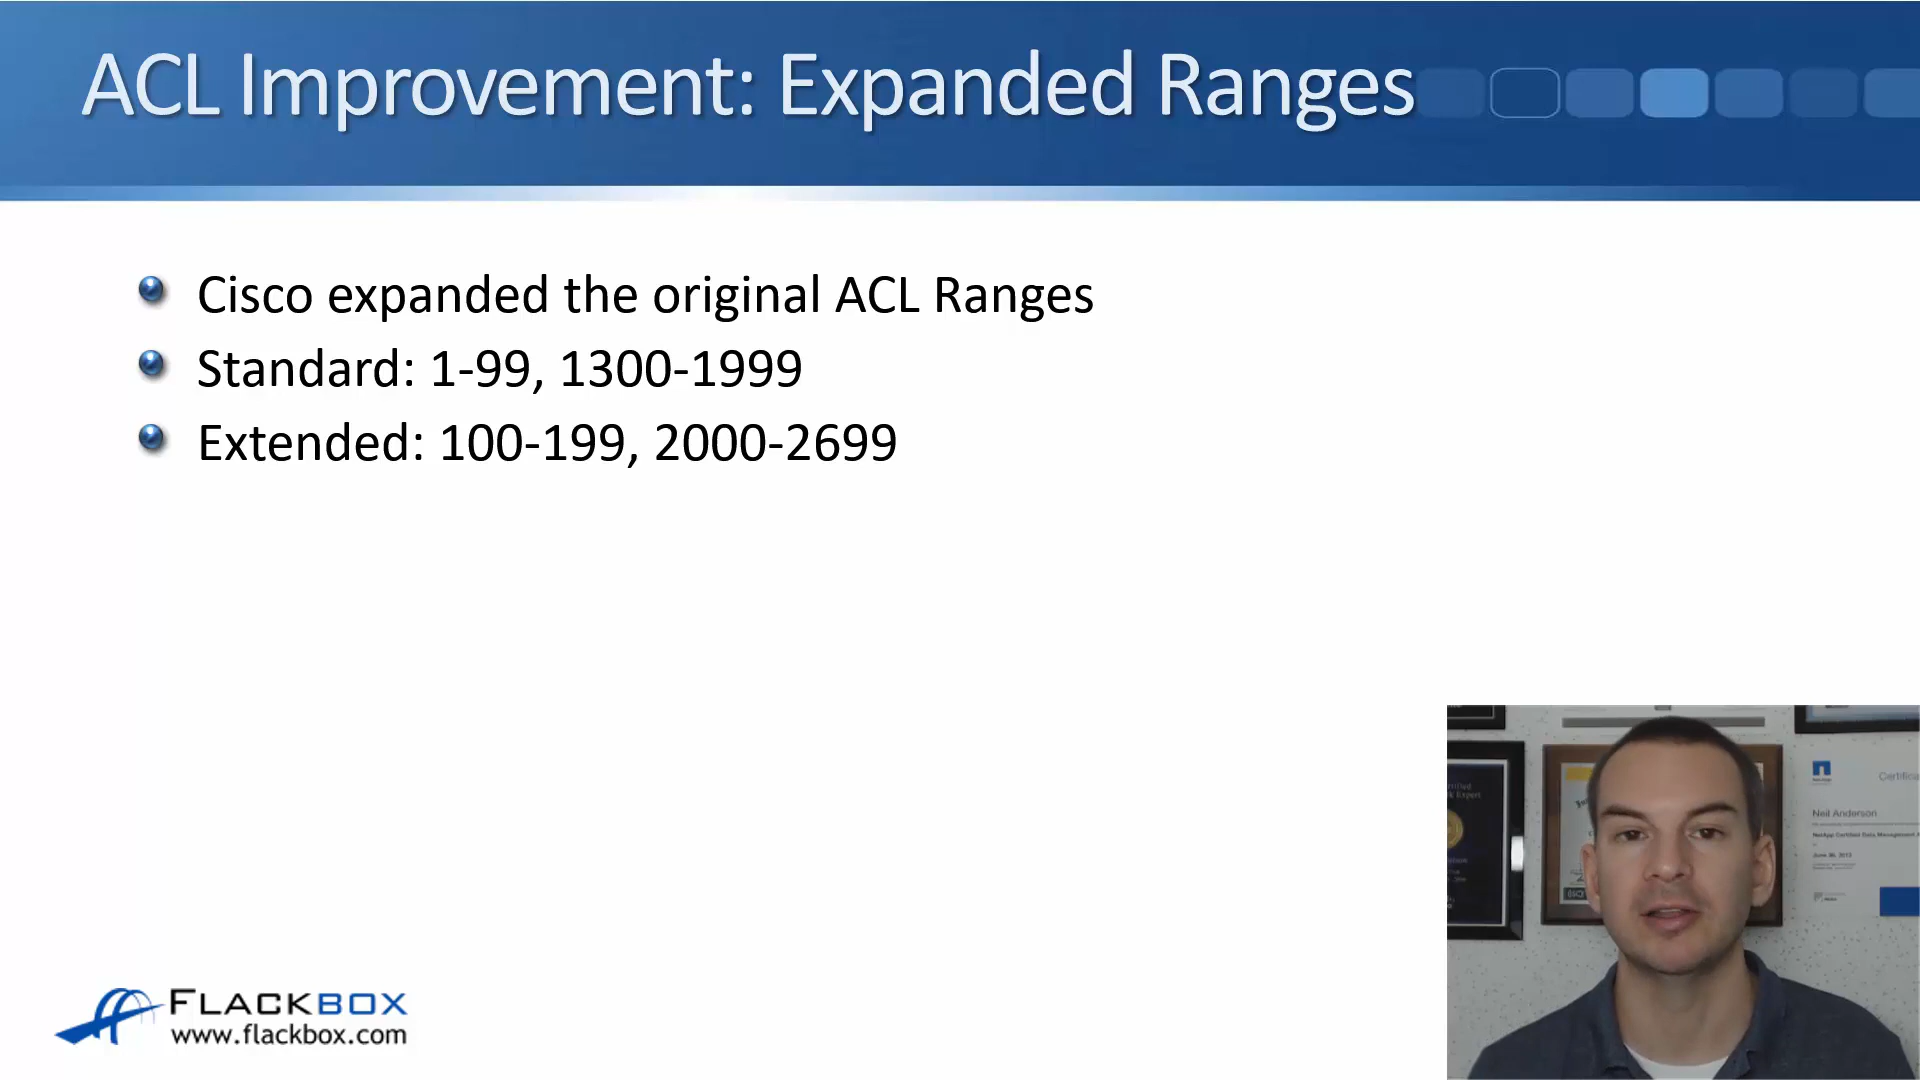 ACL Improvement: Expanded Ranges
Cisco expanded the original ACL Ranges
Standard: 1-99, 1300-1999
Extended: 100-199, 2000-2699
Neil Anderson
FLACKBOX
www.flackbox.com